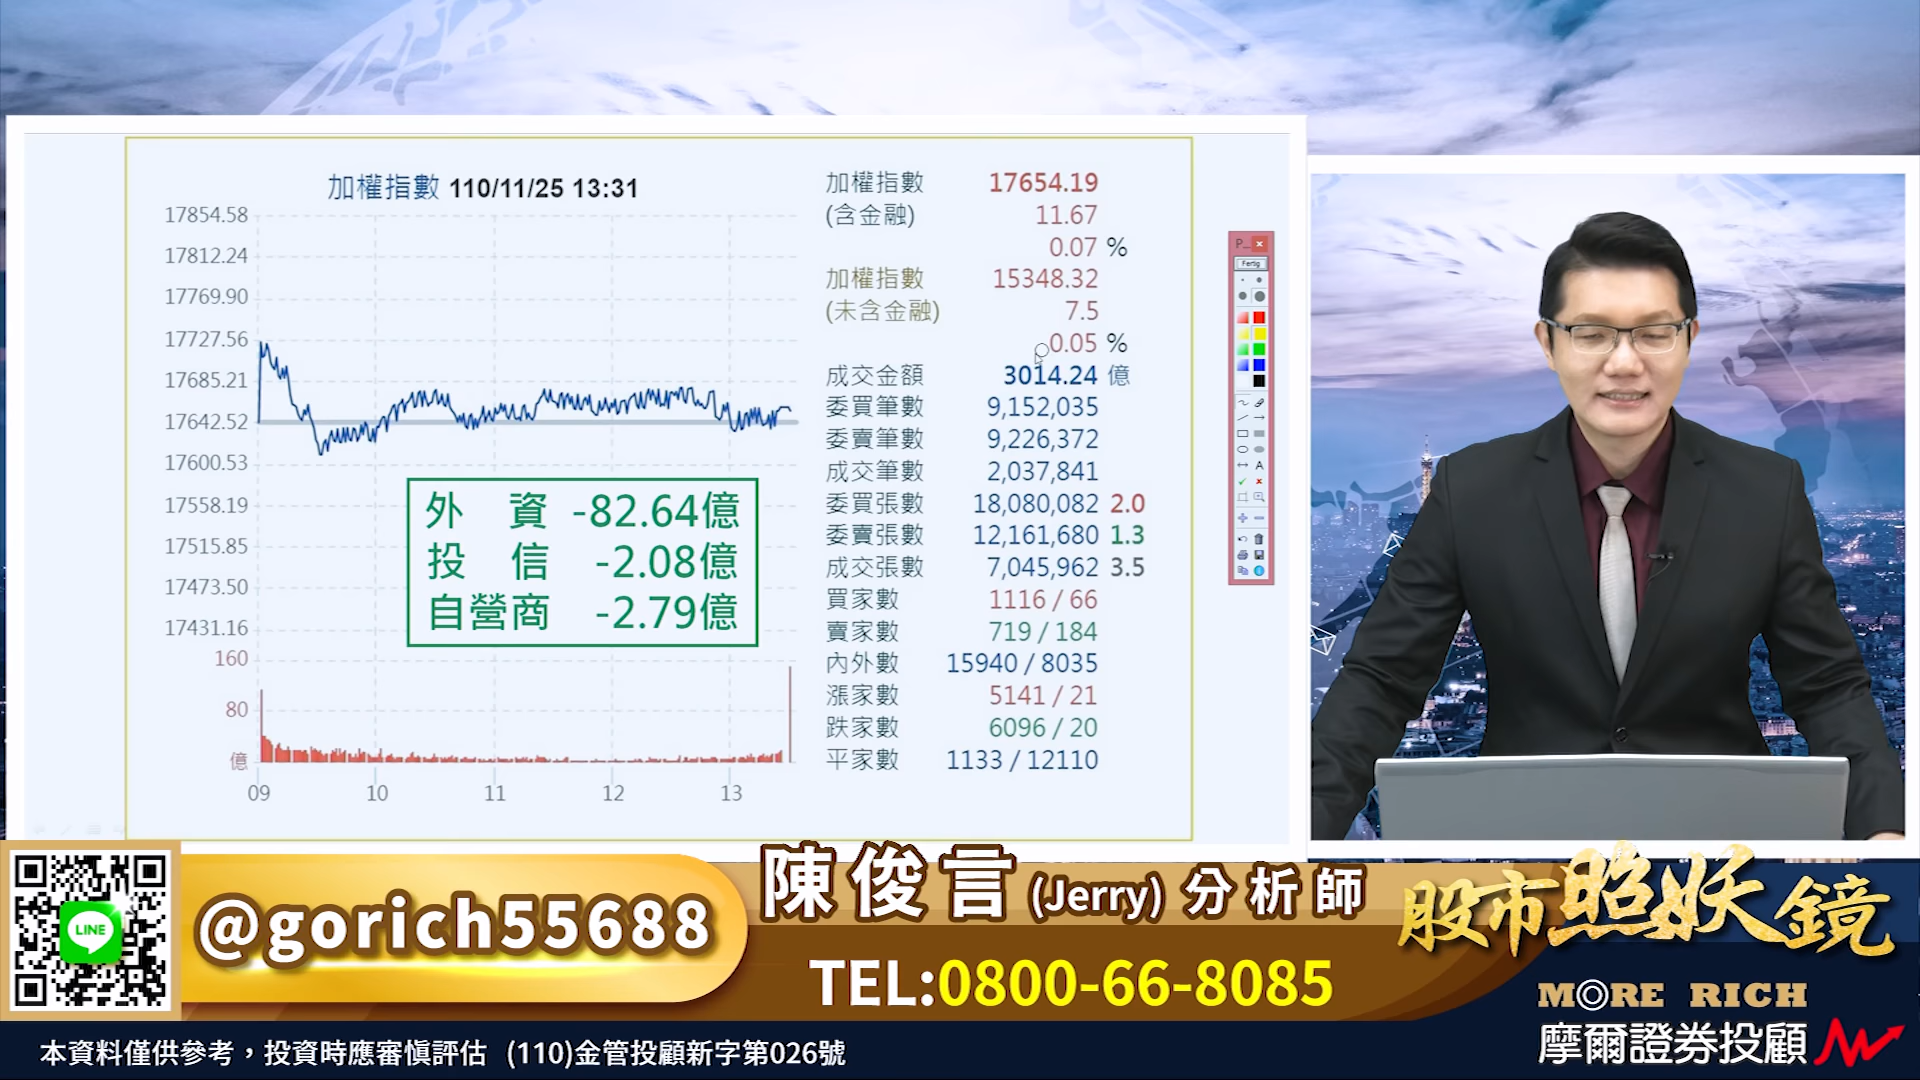 加權指數 110/11/25 13:31
17854.58
17812.24
17769.90
17727.56
17685.21
17642.52
17600.53
17558.19
17515.85
17473.50
17431.16
160
80
億
09 10 11 12 13
外 資 -82.64億
投 信 -2.08億
自營商 -2.79億
加權指數 17654.19
(含金融) 11.67
0.07 %
加權指數 15348.32
(未含金融) 7.5
0.05 %
成交金額 3014.24 億
委買筆數 9,152,035
委賣筆數 9,226,372
成交筆數 2,037,841
委買張數 18,080,082 2.0
委賣張數 12,161,680 1.3
成交張數 7,045,962 3.5
買家數 1116 / 66
賣家數 719 / 184
內外數 15940 / 8035
漲家數 5141 / 21
跌家數 6096 / 20
平家數 1133 / 12110
P...
Fertig
A
LINE
@gorich55688
陳俊言 (Jerry) 分析師
TEL:0800-66-8085
股市照妖鏡
MORE RICH
摩爾證券投顧
本資料僅供參考，投資時應審慎評估 (110)金管投顧新字第026號